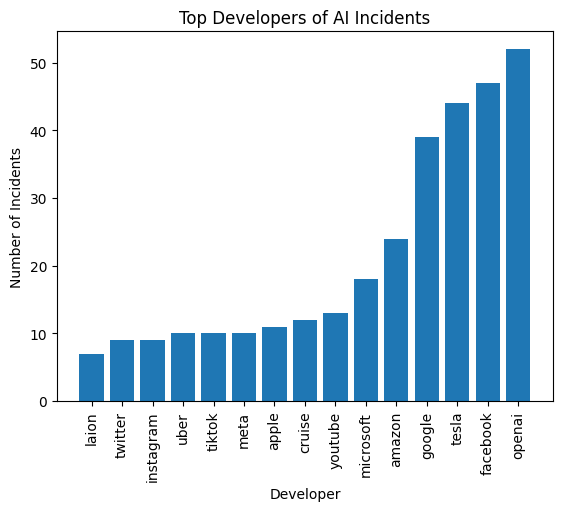 Top Developers of AI Incidents
Number of Incidents
50
40
30
20
10
0
laion
twitter
instagram
uber
tiktok
meta
apple
cruise
youtube
microsoft
amazon
google
tesla
facebook
openai
Developer